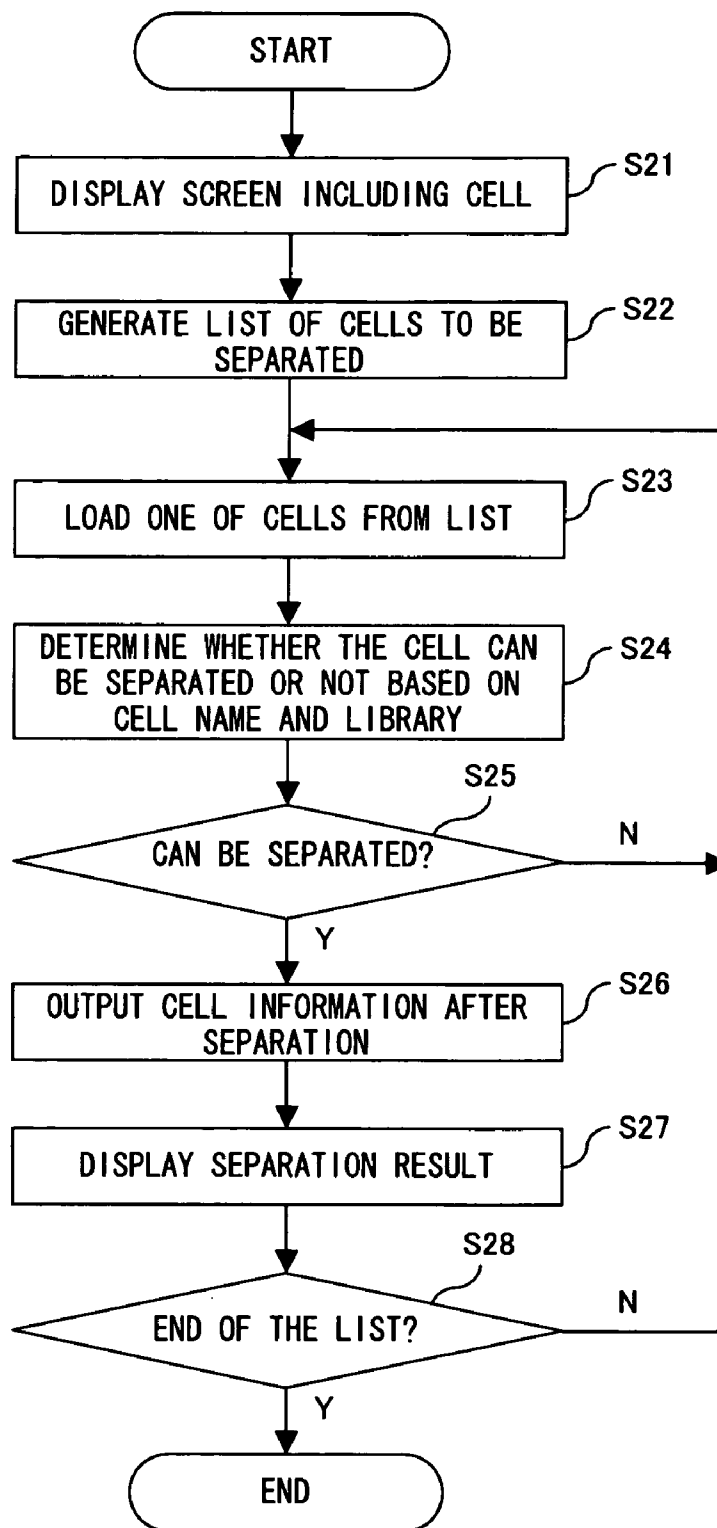 START
S21
DISPLAY SCREEN INCLUDING CELL
S22
GENERATE LIST OF CELLS TO BE
SEPARATED
S23
LOAD ONE OF CELLS FROM LIST
DETERMINE WHETHER THE CELL CAN
BE SEPARATED OR NOT BASED ON
CELL NAME AND LIBRARY
S24
S25
CAN BE SEPARATED?
N
Y
S26
OUTPUT CELL INFORMATION AFTER
SEPARATION
S27
DISPLAY SEPARATION RESULT
S28
END OF THE LIST?
N
Y
END